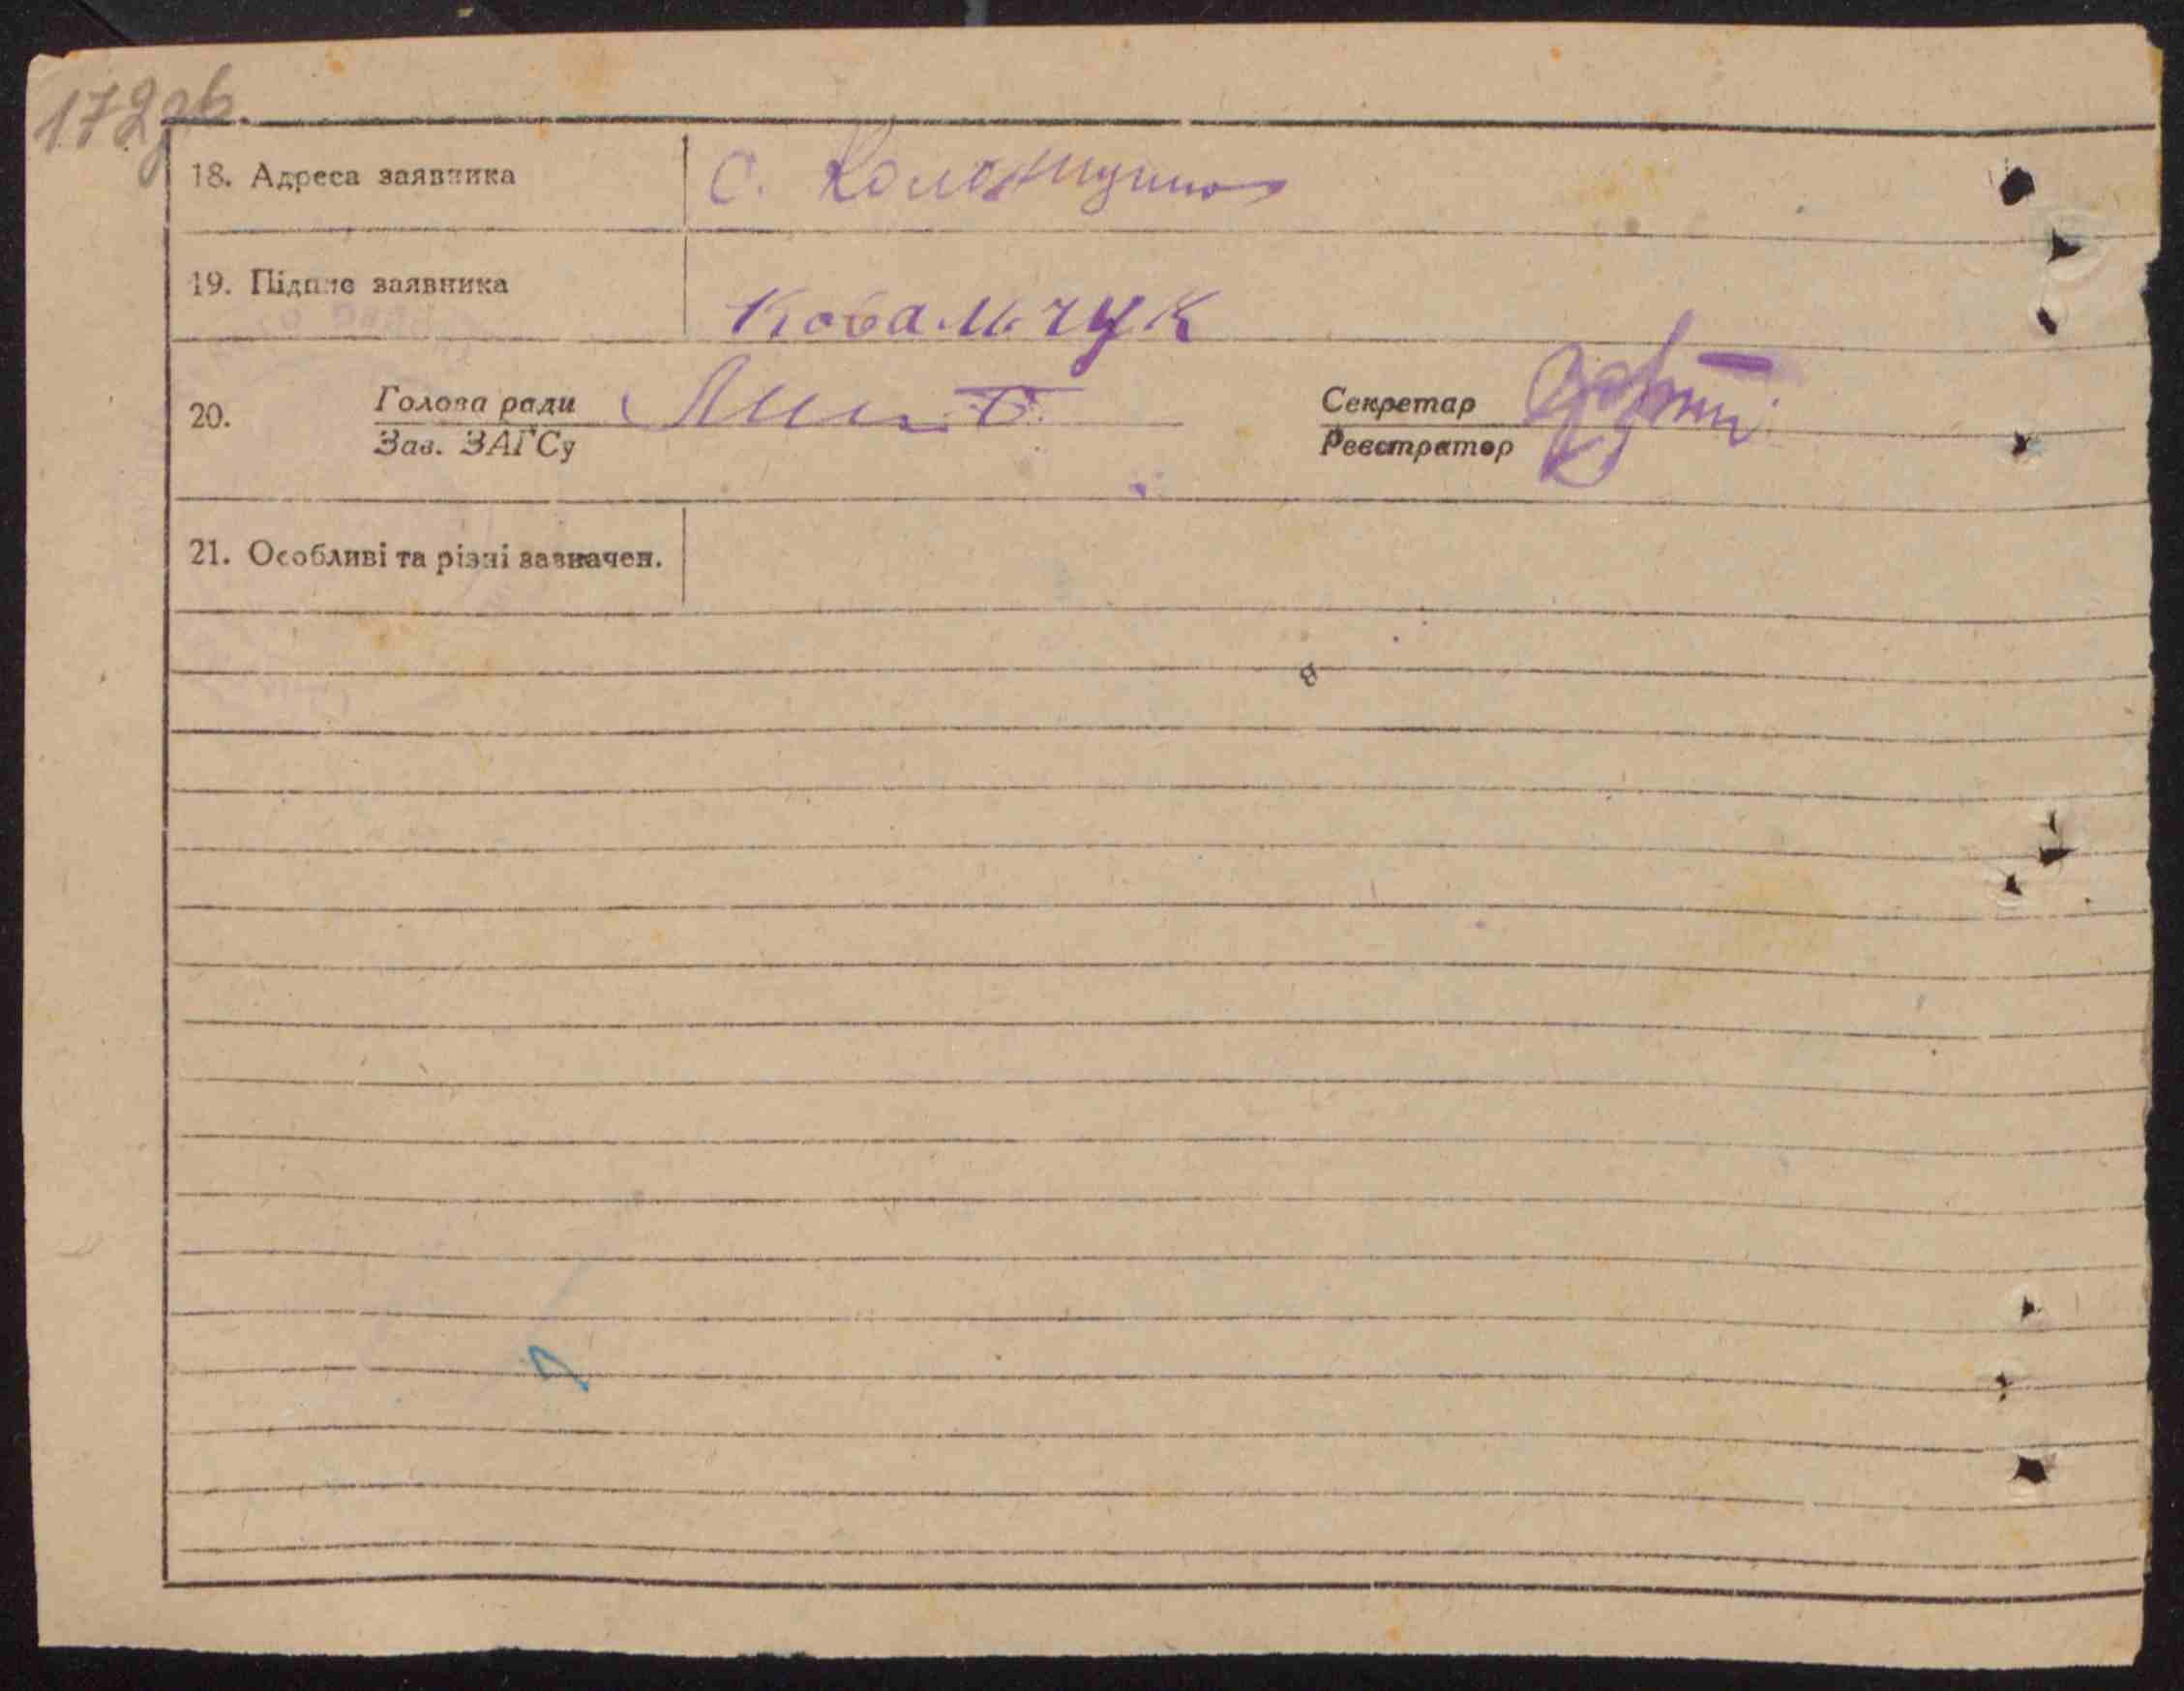 172зв.
18. Адреса заявника С.
19. Підпис заявника Ковальчук
20. Голова ради Секретар
Зав. ЗАГСу Реєстратор
21. Особливі та різні зазначен.